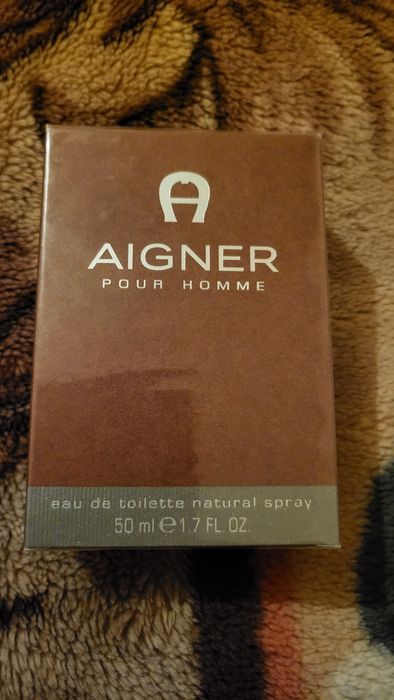 AIGNER
POUR HOMME
eau de toilette natural spray
50 ml ℮ 1.7 FL. OZ.